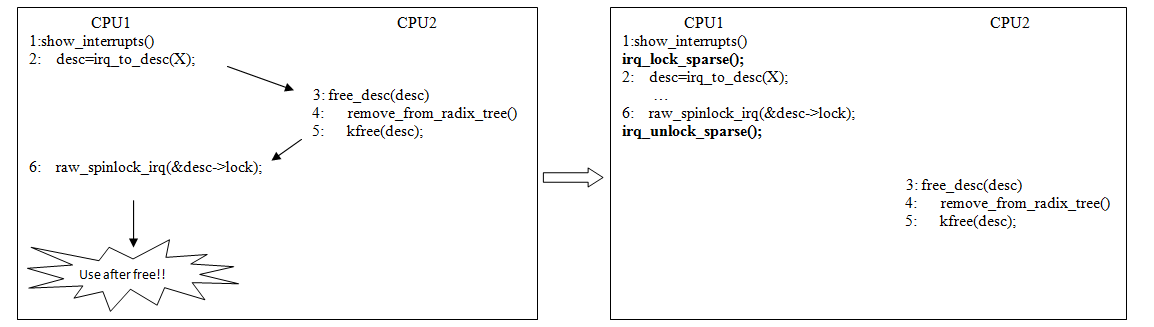 CPU1 CPU2
1:show_interrupts()
2: desc=irq_to_desc(X);
3: free_desc(desc)
4: remove_from_radix_tree()
5: kfree(desc);
6: raw_spinlock_irq(&desc->lock);
Use after free!!
CPU1 CPU2
1:show_interrupts()
irq_lock_sparse();
2: desc=irq_to_desc(X);
…
6: raw_spinlock_irq(&desc->lock);
irq_unlock_sparse();
3: free_desc(desc)
4: remove_from_radix_tree()
5: kfree(desc);